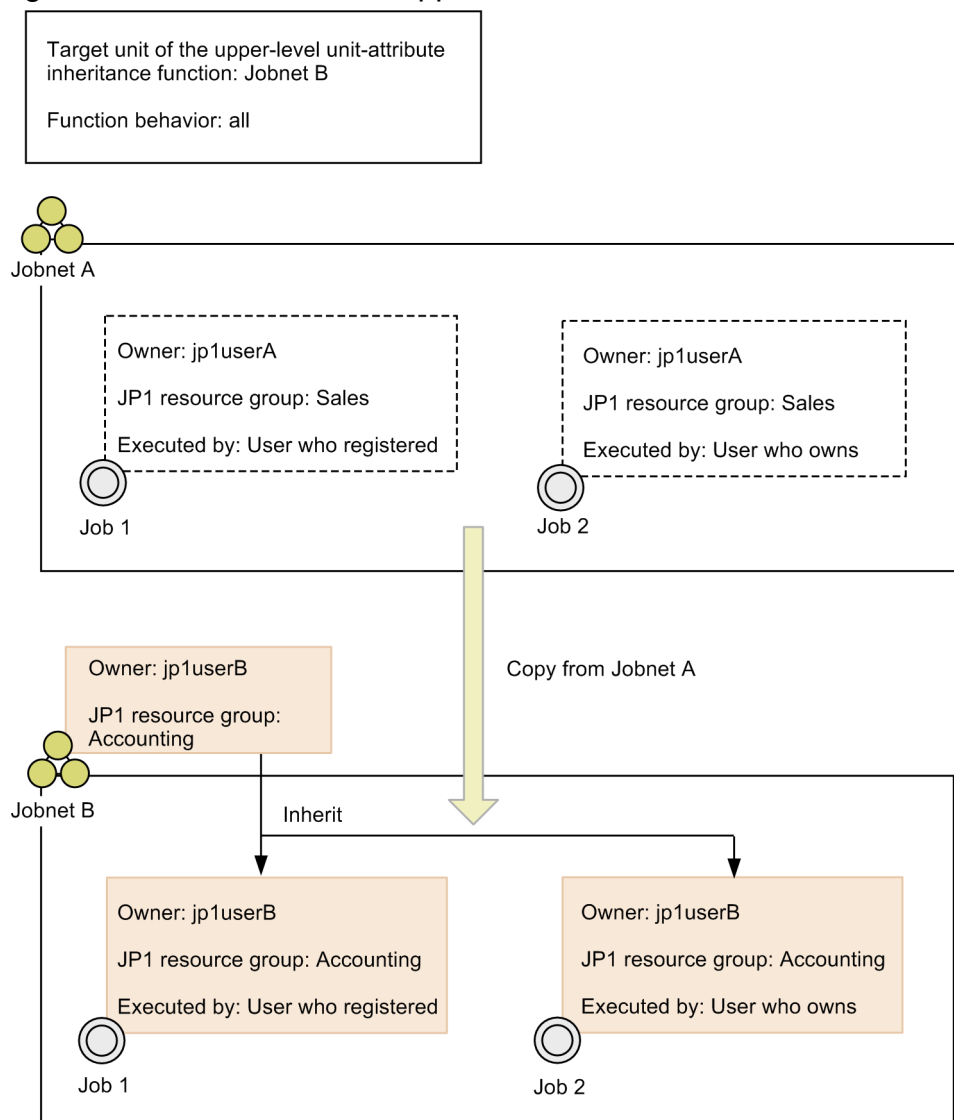 Target unit of the upper-level unit-attribute
inheritance function: Jobnet B
Function behavior: all
Jobnet A
Owner: jp1userA
JP1 resource group: Sales
Executed by: User who registered
Job 1
Owner: jp1userA
JP1 resource group: Sales
Executed by: User who owns
Job 2
Copy from Jobnet A
Owner: jp1userB
JP1 resource group:
Accounting
Jobnet B
Inherit
Owner: jp1userB
JP1 resource group: Accounting
Executed by: User who registered
Job 1
Owner: jp1userB
JP1 resource group: Accounting
Executed by: User who owns
Job 2